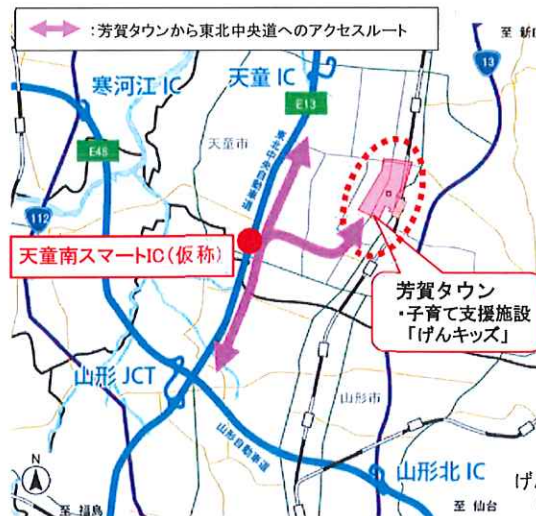 ：芳賀タウンから東北中央道へのアクセスルート
至 新庄
13
寒河江 IC
天童 IC
E13
天童市
東北中央自動車道
E48
112
天童南スマートIC（仮称）
芳賀タウン
・子育て支援施設
「げんキッズ」
山形 JCT
山形市
山形自動車道
山形北 IC
N
げ
至 福島
至 仙台